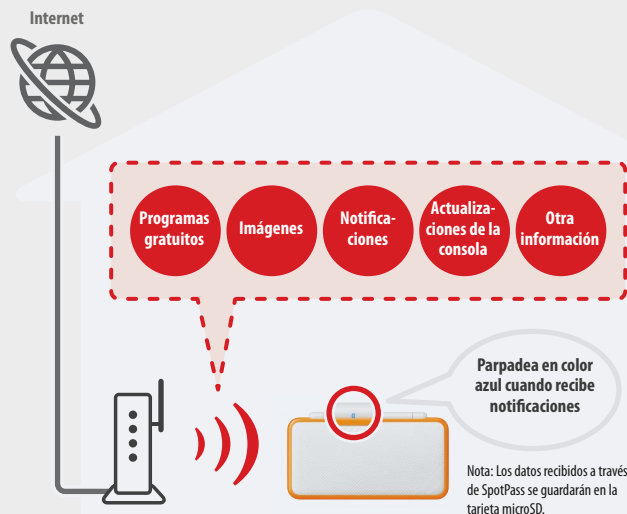 Internet
Programas
gratuitos
Imágenes
Notifica-
ciones
Actualiza-
ciones de la
consola
Otra
información
Parpadea en color
azul cuando recibe
notificaciones
Nota: Los datos recibidos a través
de SpotPass se guardarán en la
tarjeta microSD.